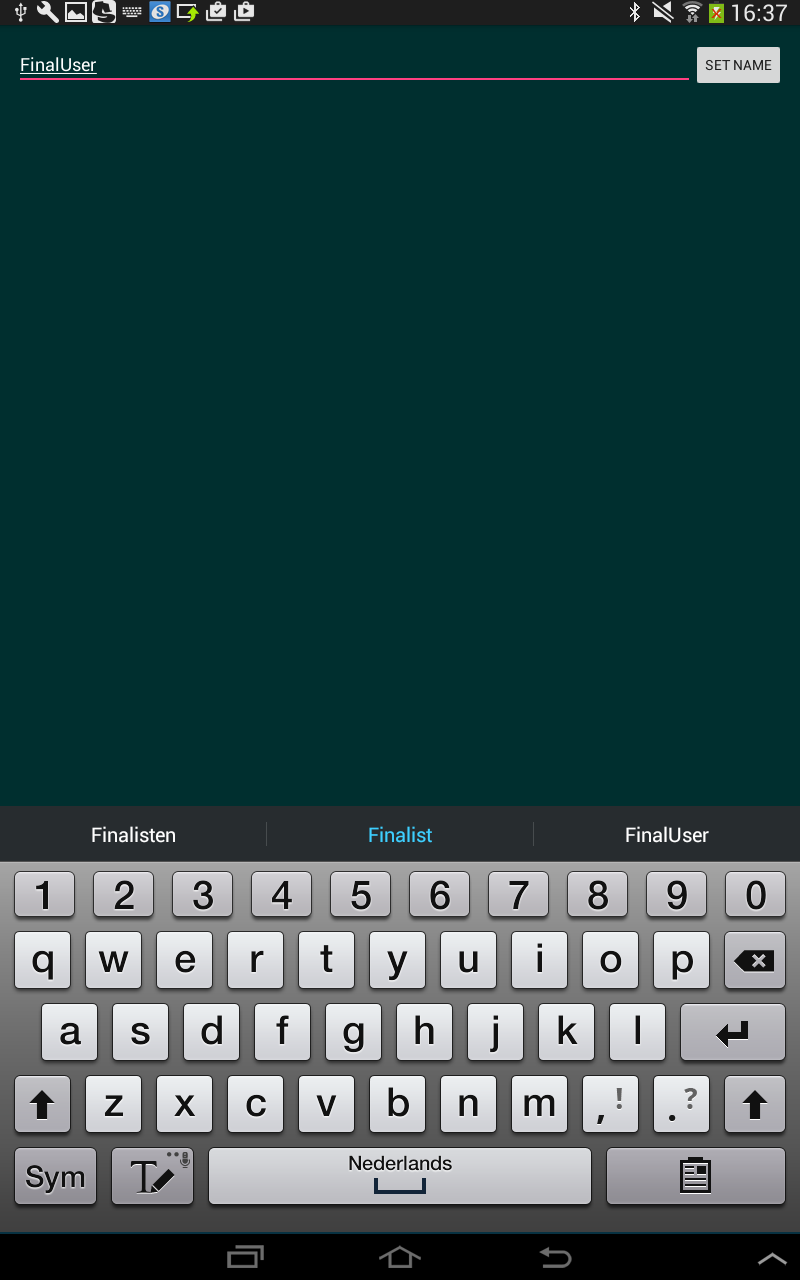 16:37
FinalUser
SET NAME
Finalisten Finalist FinalUser
1 2 3 4 5 6 7 8 9 0
q w e r t y u i o p
a s d f g h j k l
z x c v b n m , ! . ?
Sym T Nederlands